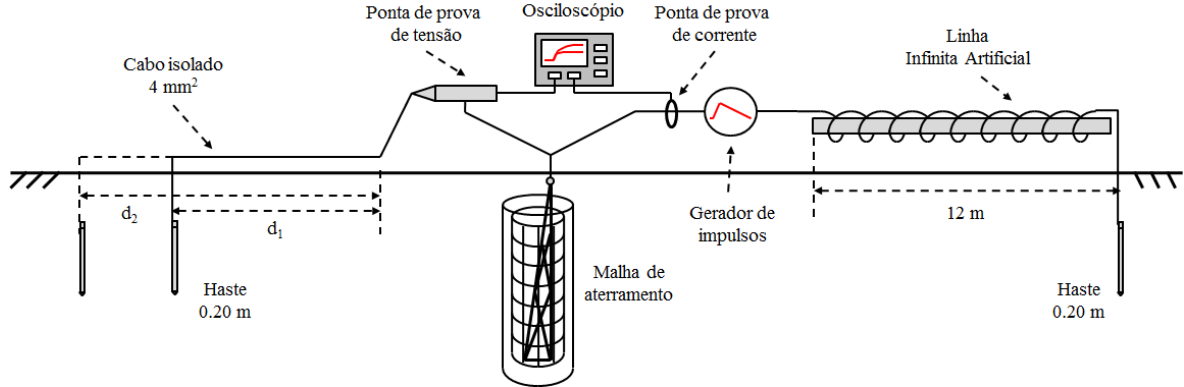 Ponta de prova
de tensão
Osciloscópio
Ponta de prova
de corrente
Linha
Infinita Artificial
Cabo isolado
4 mm²
d₂
d₁
Gerador de
impulsos
12 m
Haste
0.20 m
Malha de
aterramento
Haste
0.20 m